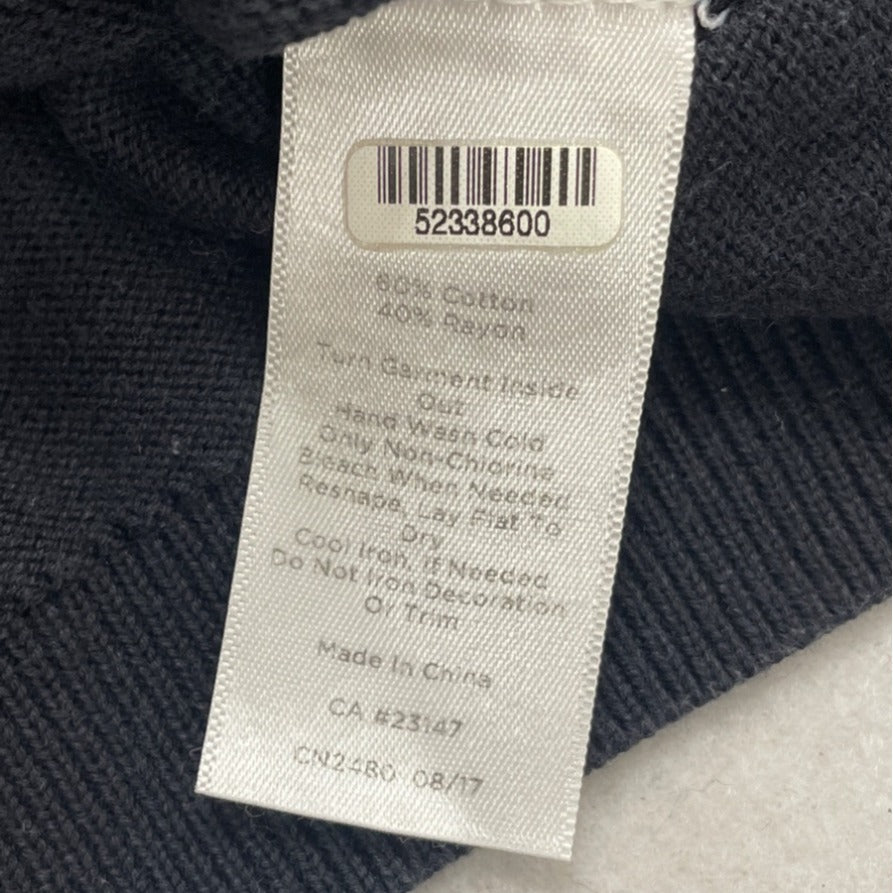 52338600
60% Cotton
40% Rayon
Turn Garment Inside
Out
Hand Wash Cold
Only Non-Chlorine
Bleach When Needed
Reshape, Lay Flat To
Dry
Cool Iron, If Needed
Do Not Iron Decoration
Or Trim
Made In China
CA #23147
CN2480 08/17